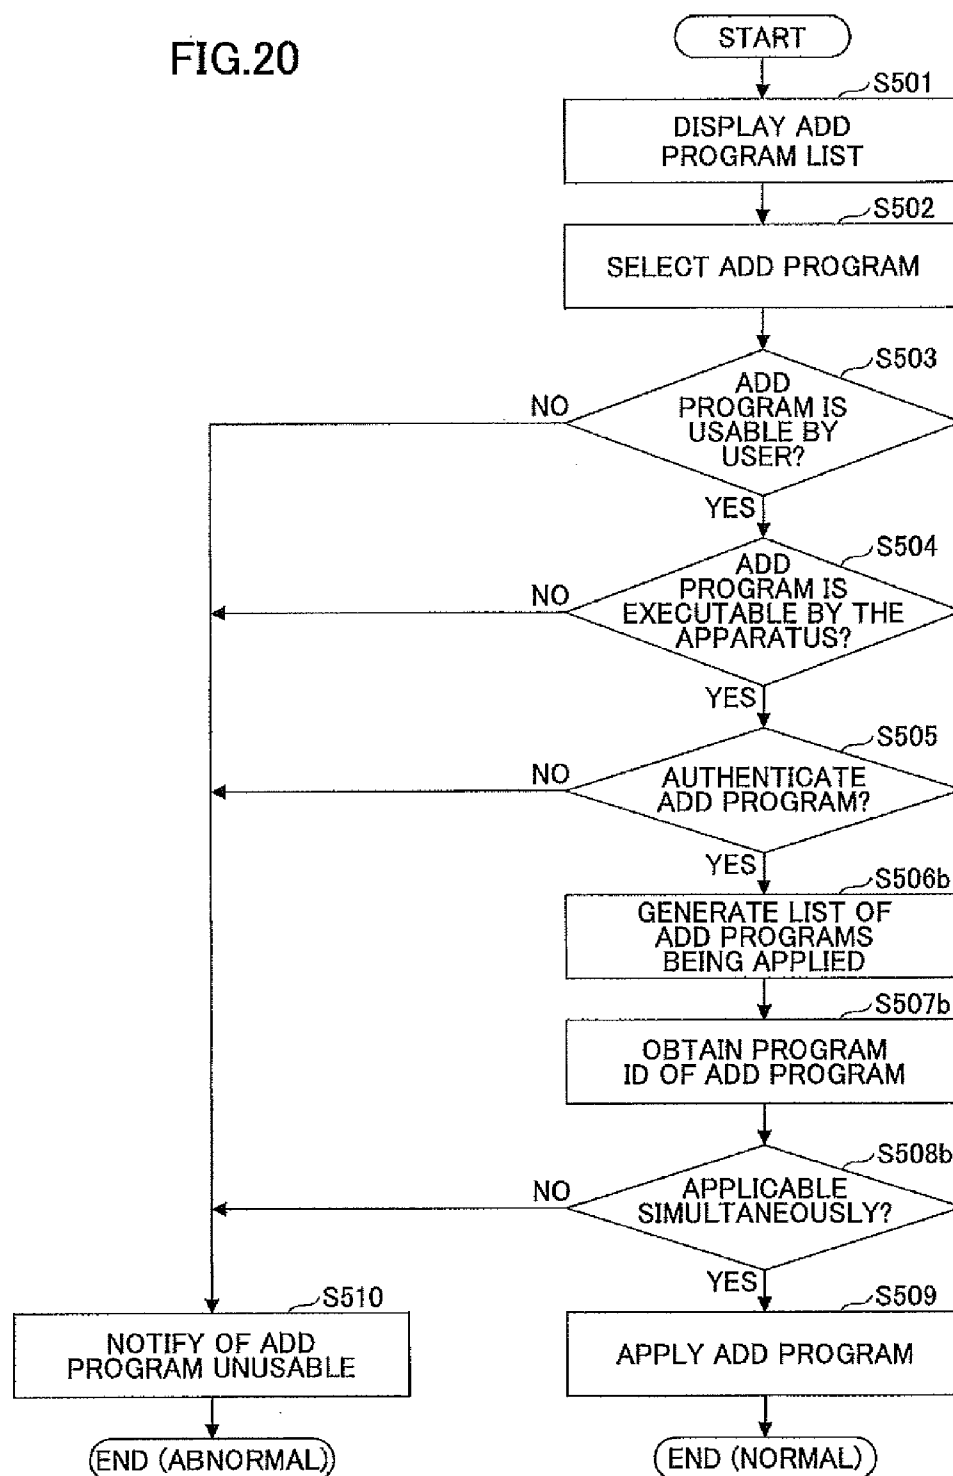 FIG.20
START
S501
DISPLAY ADD
PROGRAM LIST
S502
SELECT ADD PROGRAM
S503
ADD
PROGRAM IS
USABLE BY
USER?
NO
YES
S504
ADD
PROGRAM IS
EXECUTABLE BY THE
APPARATUS?
NO
YES
S505
AUTHENTICATE
ADD PROGRAM?
NO
YES
S506b
GENERATE LIST OF
ADD PROGRAMS
BEING APPLIED
S507b
OBTAIN PROGRAM
ID OF ADD PROGRAM
S508b
APPLICABLE
SIMULTANEOUSLY?
NO
YES
S510
NOTIFY OF ADD
PROGRAM UNUSABLE
S509
APPLY ADD PROGRAM
END (ABNORMAL)
END (NORMAL)